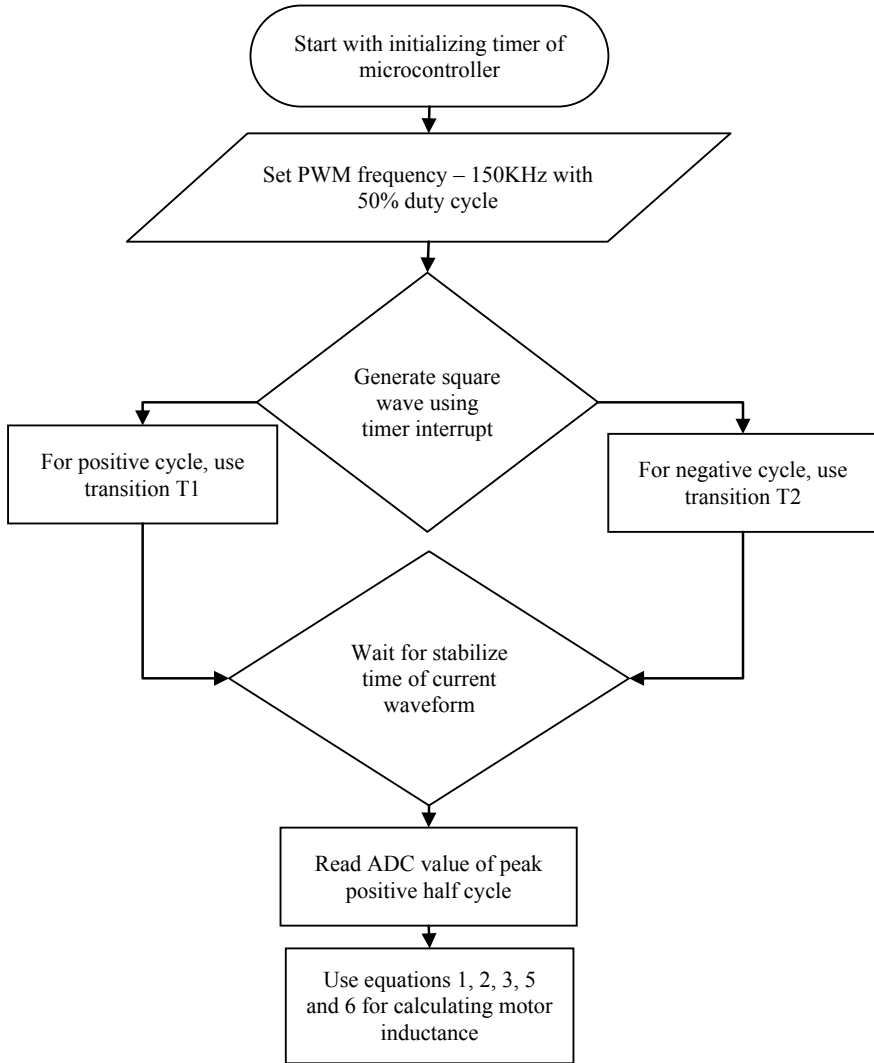 Start with initializing timer of
microcontroller
Set PWM frequency – 150KHz with
50% duty cycle
Generate square
wave using
timer interrupt
For positive cycle, use
transition T1
For negative cycle, use
transition T2
Wait for stabilize
time of current
waveform
Read ADC value of peak
positive half cycle
Use equations 1, 2, 3, 5
and 6 for calculating motor
inductance